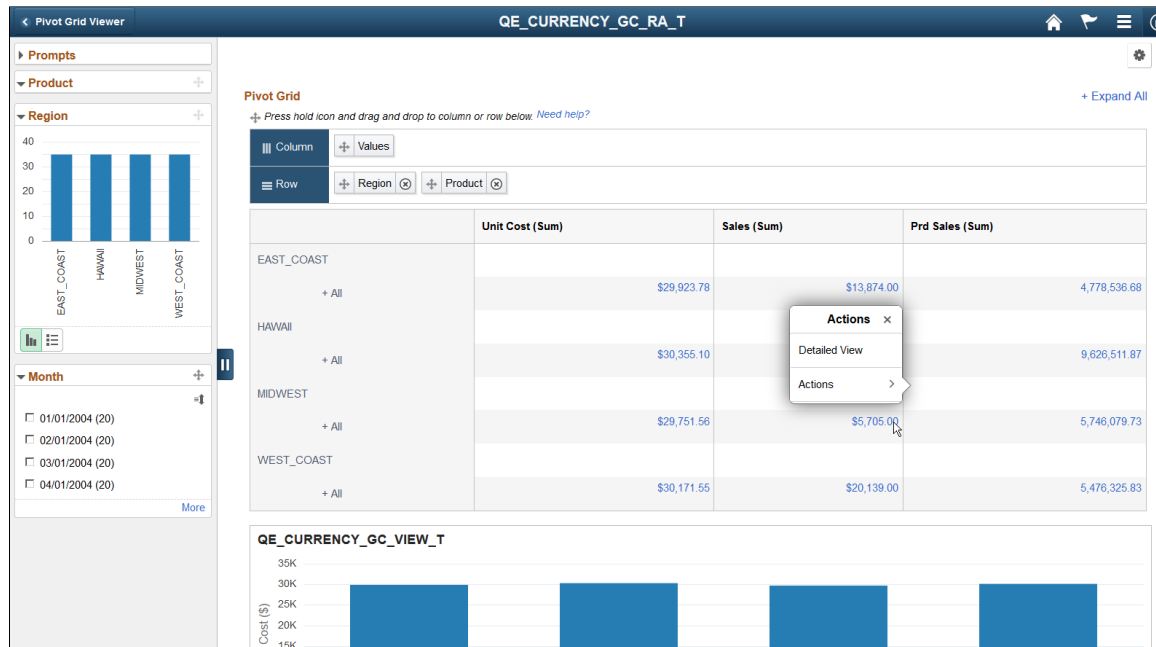 Pivot Grid Viewer
QE_CURRENCY_GC_RA_T
Prompts
Product
Region
40
30
20
10
0
EAST_COAST
HAWAII
MIDWEST
WEST_COAST
Month
01/01/2004 (20)
02/01/2004 (20)
03/01/2004 (20)
04/01/2004 (20)
More
Pivot Grid
+ Expand All
Press hold icon and drag and drop to column or row below. Need help?
Column Values
Row Region Product
Unit Cost (Sum) Sales (Sum) Prd Sales (Sum)
EAST_COAST
+ All $29,923.78 $13,874.00 4,778,536.68
HAWAII
+ All $30,355.10 9,626,511.87
MIDWEST
+ All $29,751.56 $5,705.00 5,746,079.73
WEST_COAST
+ All $30,171.55 $20,139.00 5,476,325.83
Actions ×
Detailed View
Actions
QE_CURRENCY_GC_VIEW_T
35K
30K
25K
20K
15K
Cost ($)